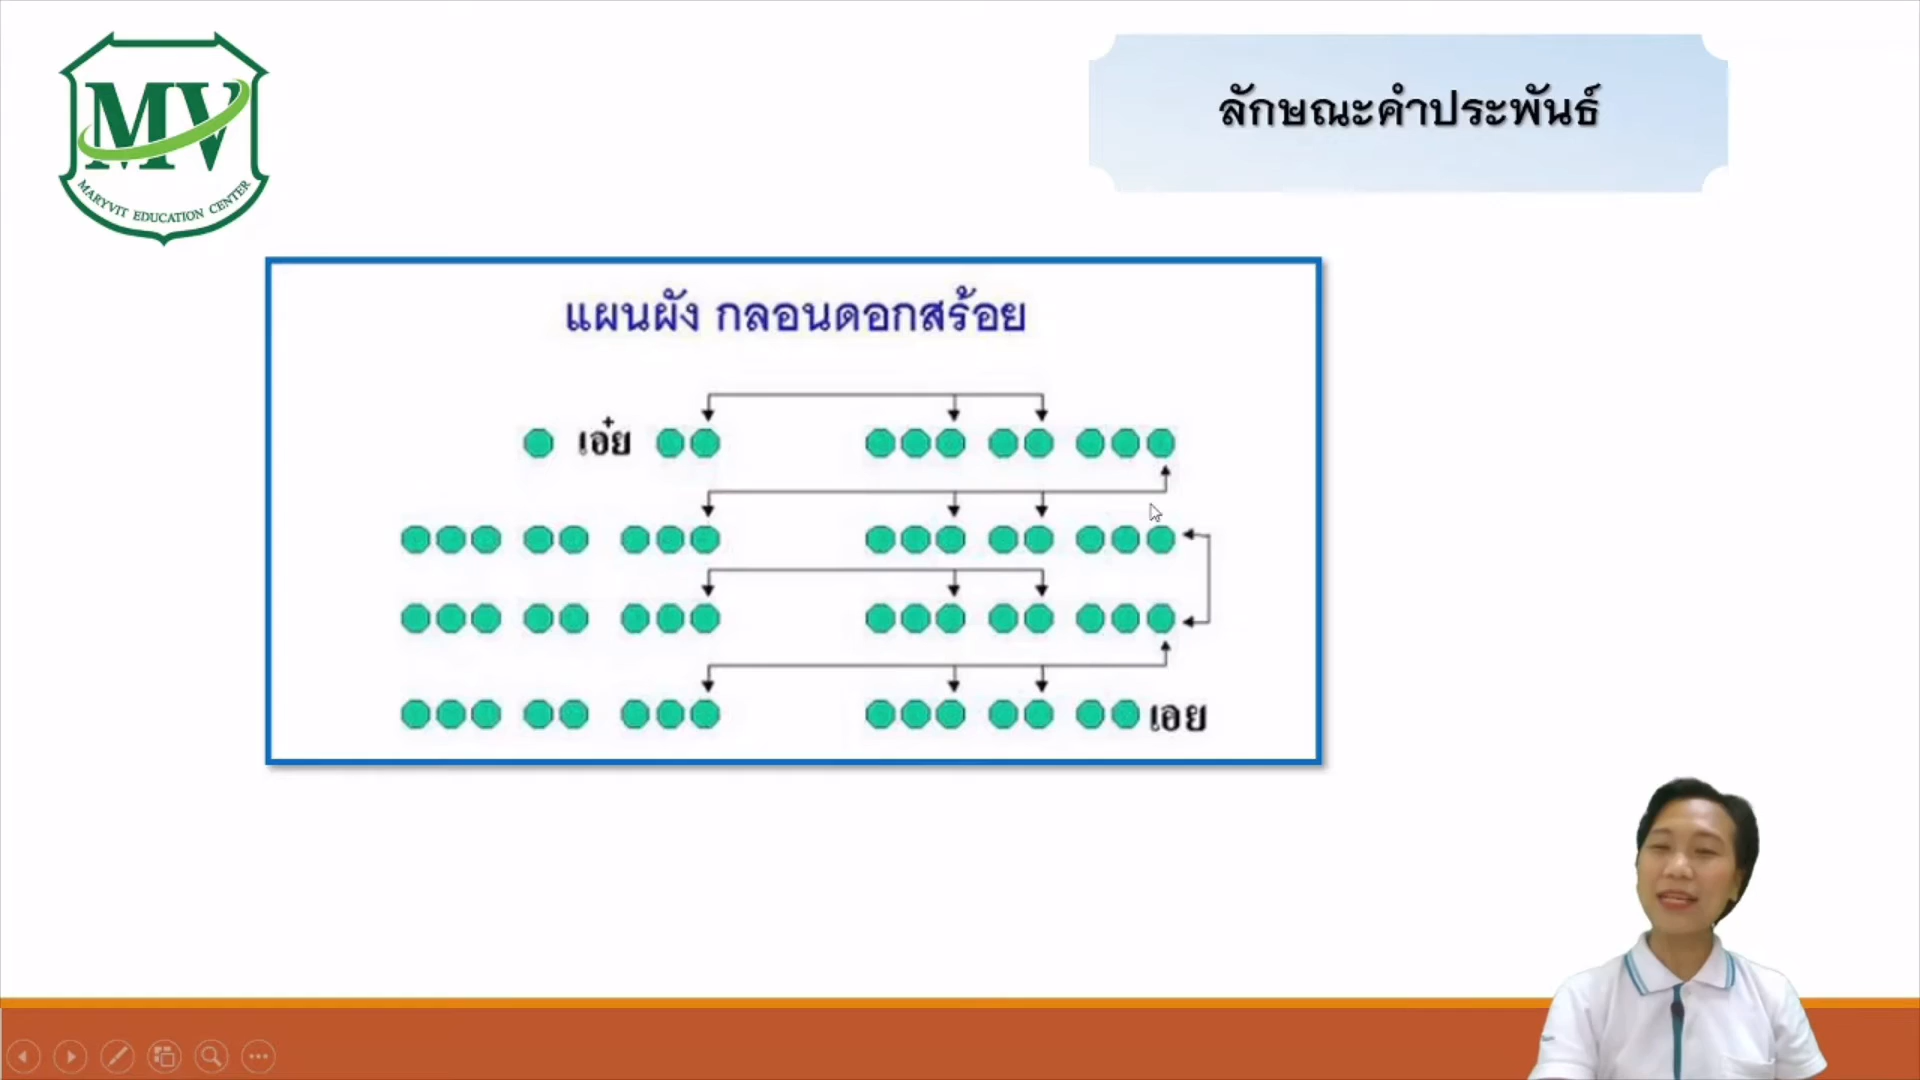 MV
MARYVIT EDUCATION CENTER
ลักษณะคำประพันธ์
แผนผัง กลอนดอกสร้อย
เอ๋ย
เอย